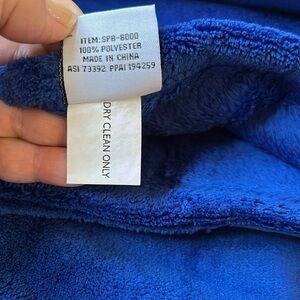 ITEM: SPB-8000
100% POLYESTER
MADE IN CHINA
ASI 73392 PPAI 194259
DRY CLEAN ONLY